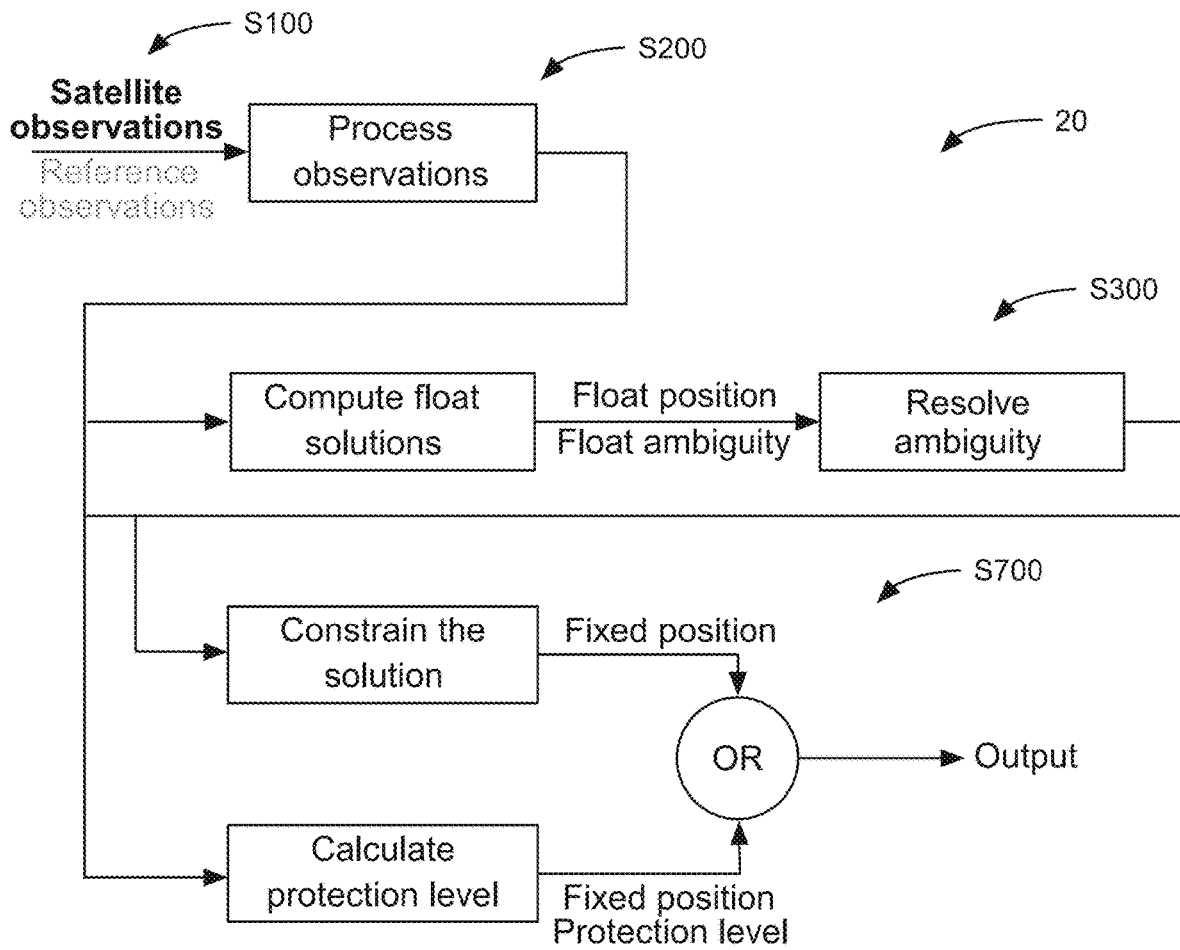 S100
S200
Satellite
observations
Reference
observations
Process
observations
20
S300
Compute float
solutions
Float position
Float ambiguity
Resolve
ambiguity
S700
Constrain the
solution
Fixed position
OR
Output
Calculate
protection level
Fixed position
Protection level